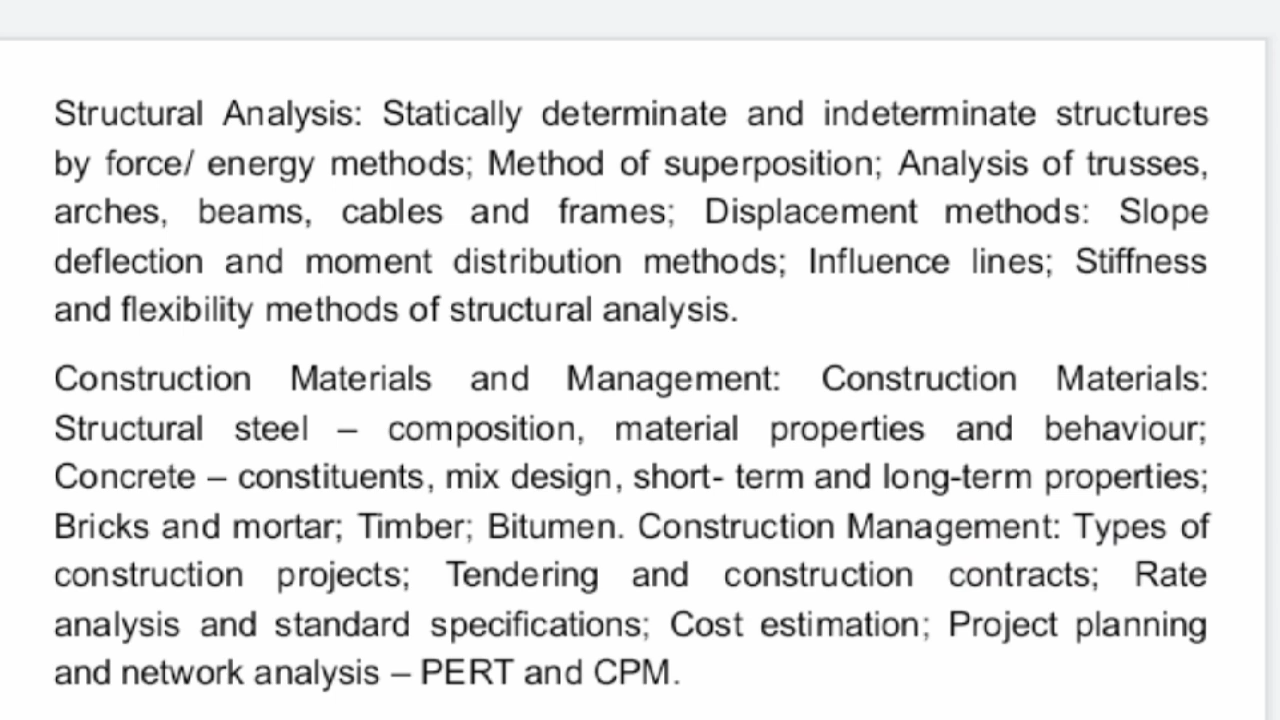 Structural Analysis: Statically determinate and indeterminate structures
by force/ energy methods; Method of superposition; Analysis of trusses,
arches, beams, cables and frames; Displacement methods: Slope
deflection and moment distribution methods; Influence lines; Stiffness
and flexibility methods of structural analysis.
Construction Materials and Management: Construction Materials:
Structural steel – composition, material properties and behaviour;
Concrete – constituents, mix design, short- term and long-term properties;
Bricks and mortar; Timber; Bitumen. Construction Management: Types of
construction projects; Tendering and construction contracts; Rate
analysis and standard specifications; Cost estimation; Project planning
and network analysis – PERT and CPM.